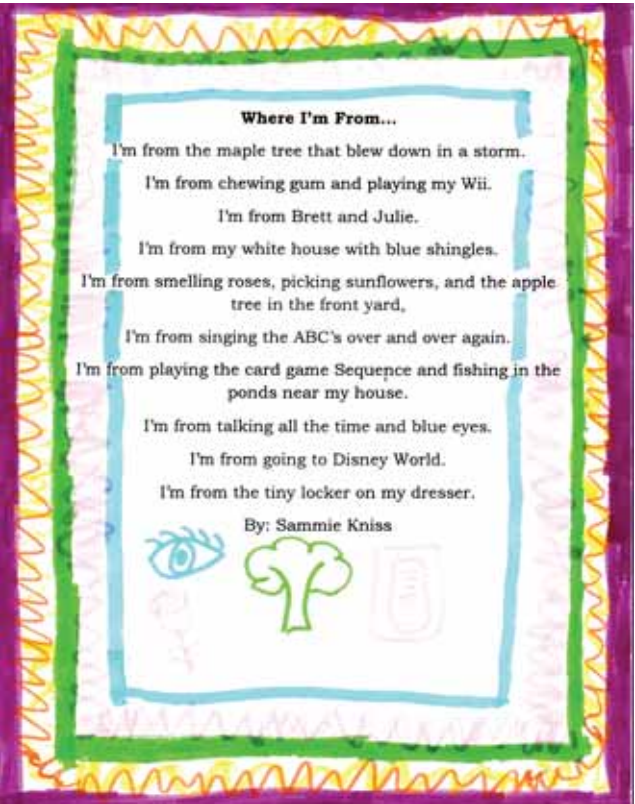 Where I'm From...
I'm from the maple tree that blew down in a storm.
I'm from chewing gum and playing my Wii.
I'm from Brett and Julie.
I'm from my white house with blue shingles.
I'm from smelling roses, picking sunflowers, and the apple
tree in the front yard,
I'm from singing the ABC's over and over again.
I'm from playing the card game Sequence and fishing in the
ponds near my house.
I'm from talking all the time and blue eyes.
I'm from going to Disney World.
I'm from the tiny locker on my dresser.
By: Sammie Kniss